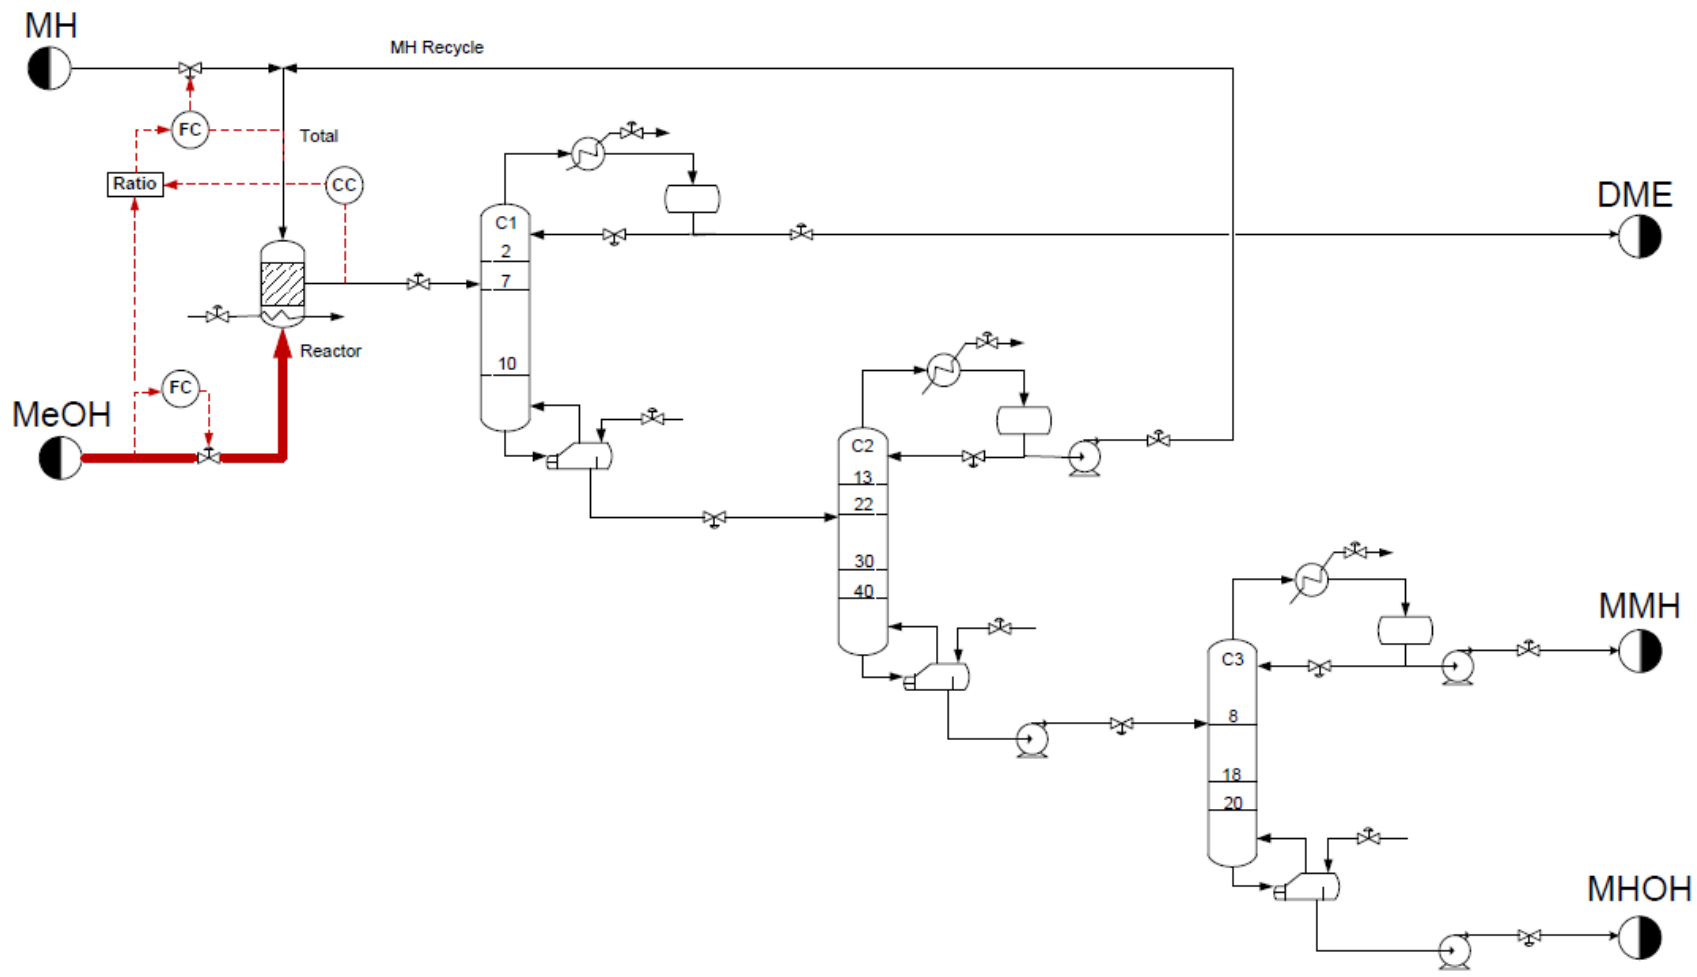 MH
MH Recycle
FC
Total
Ratio
CC
DME
C1
2
7
Reactor
10
FC
MeOH
C2
13
22
30
40
MMH
C3
8
18
20
MHOH